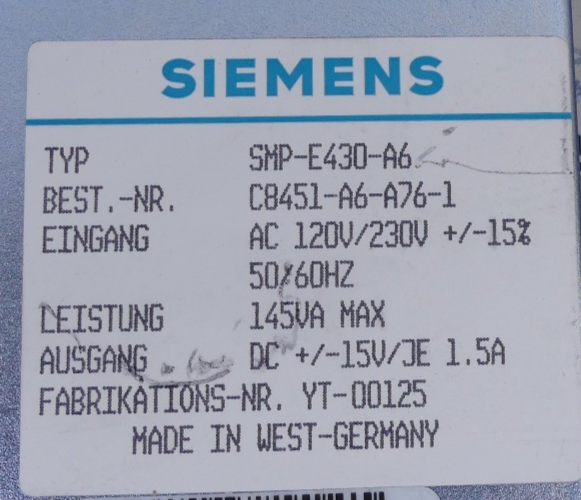 SIEMENS
TYP SMP-E430-A6
BEST.-NR. C8451-A6-A76-1
EINGANG AC 120V/230V +/-15%
50/60HZ
LEISTUNG 145VA MAX
AUSGANG DC +/-15V/JE 1.5A
FABRIKATIONS-NR. YT-00125
MADE IN WEST-GERMANY